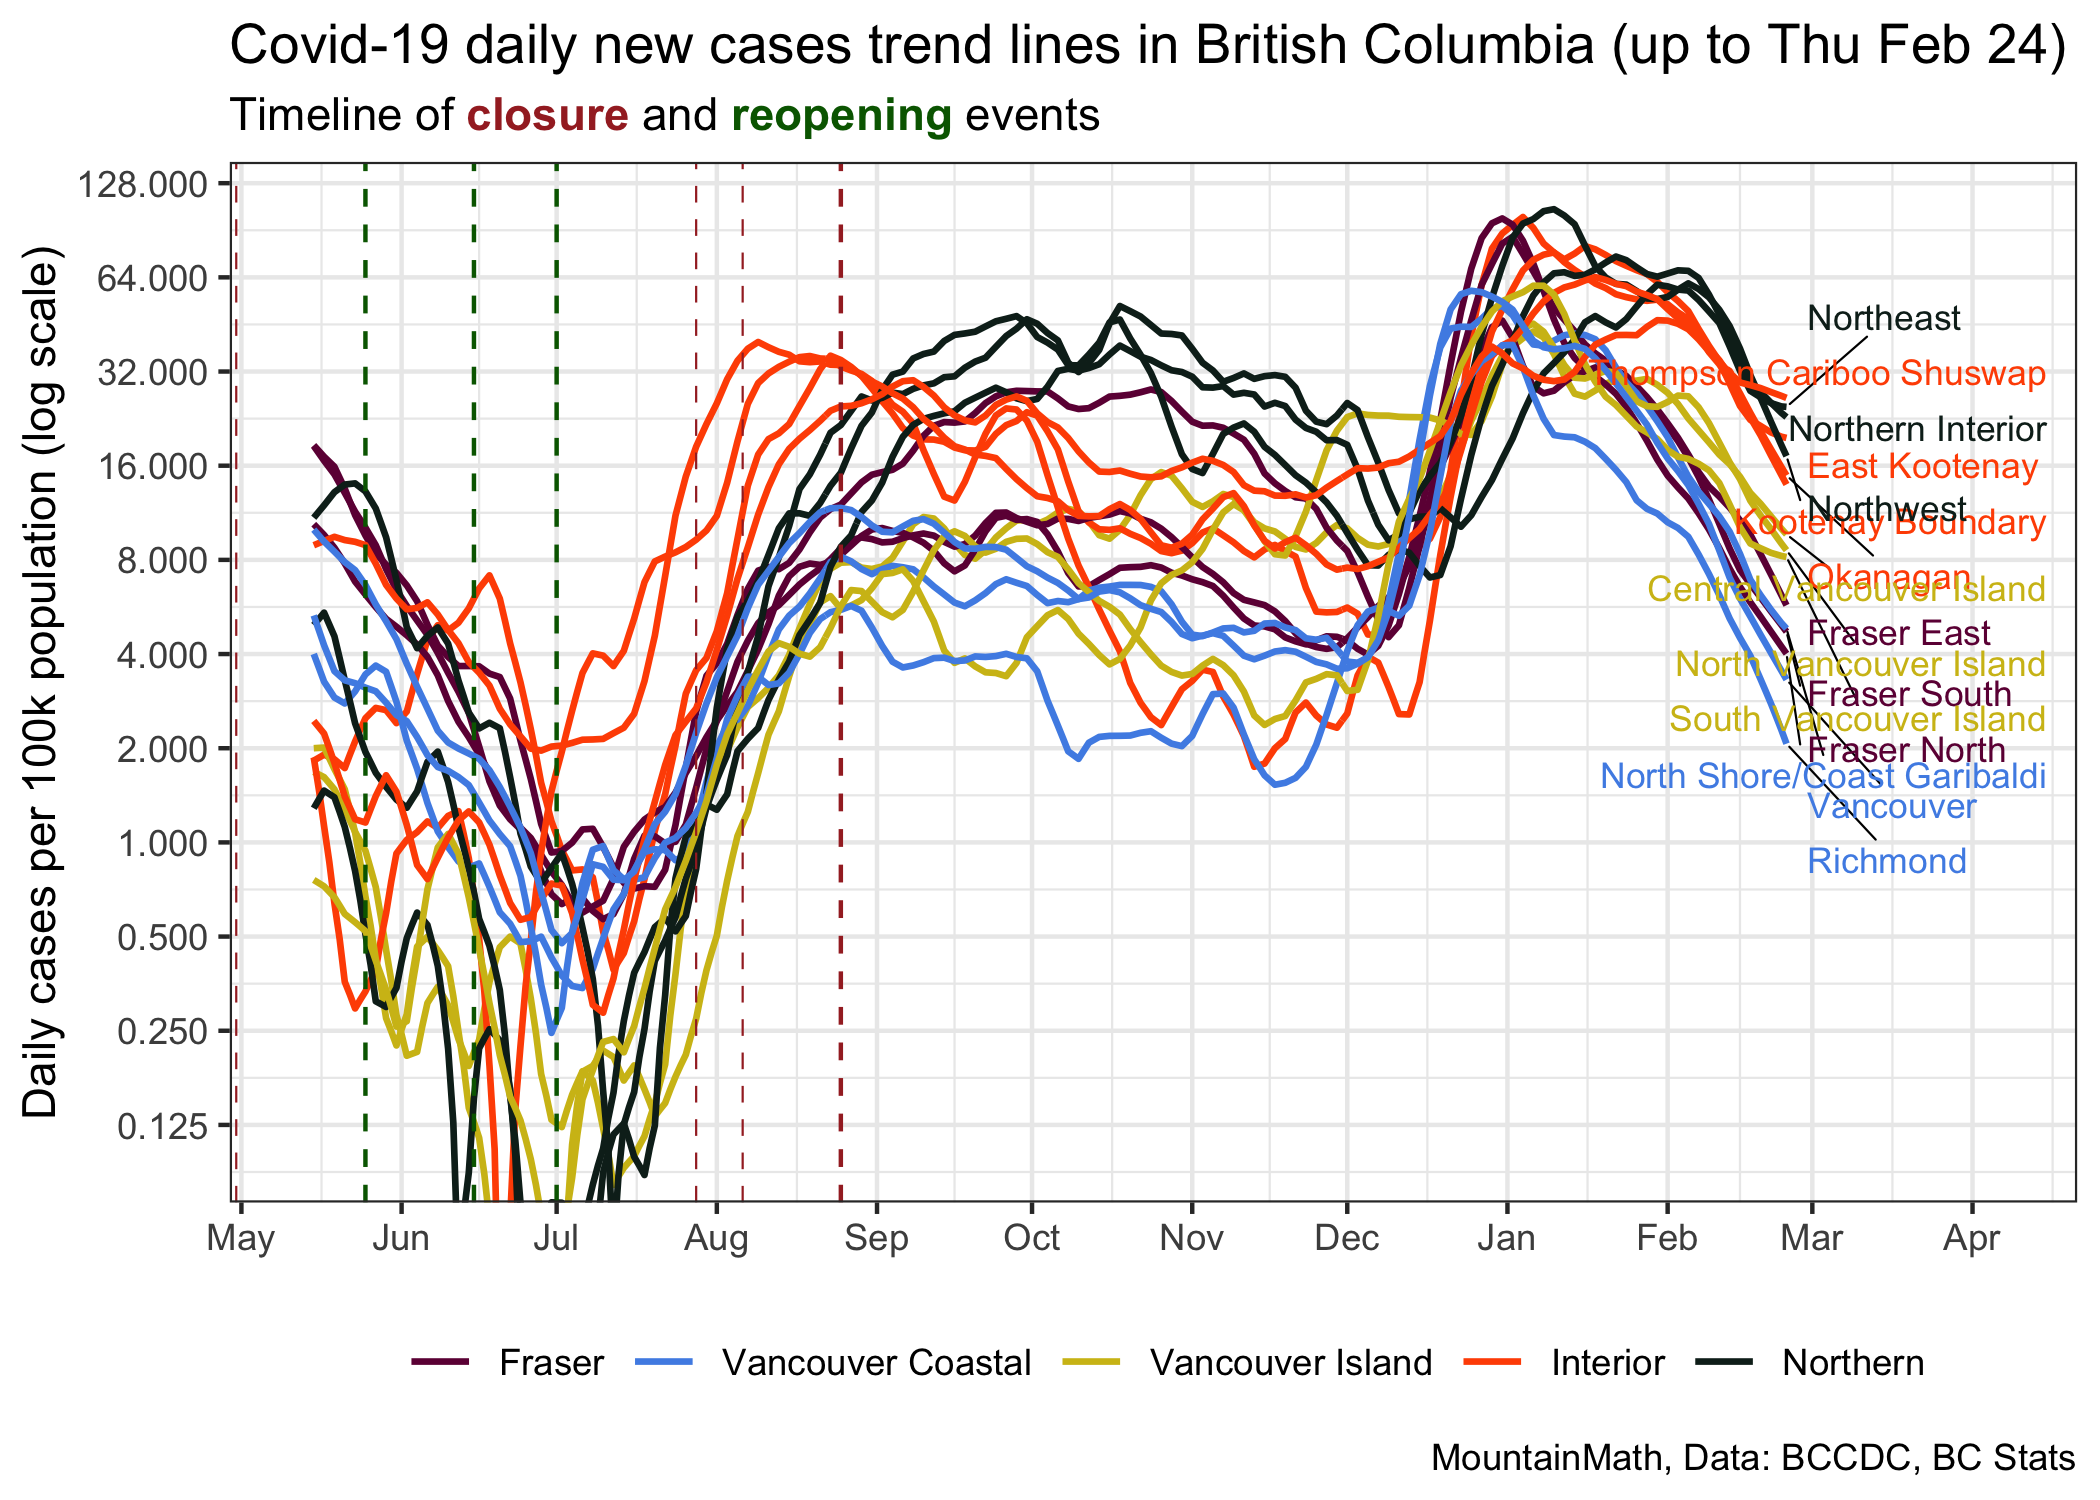 Covid-19 daily new cases trend lines in British Columbia (up to Thu Feb 24)
Timeline of closure and reopening events
Daily cases per 100k population (log scale)
128.000
64.000
32.000
16.000
8.000
4.000
2.000
1.000
0.500
0.250
0.125
Northeast
Thompson Cariboo Shuswap
Northern Interior
East Kootenay
Northwest
Kootenay Boundary
Okanagan
Central Vancouver Island
Fraser East
North Vancouver Island
Fraser South
South Vancouver Island
Fraser North
North Shore/Coast Garibaldi
Vancouver
Richmond
May Jun Jul Aug Sep Oct Nov Dec Jan Feb Mar Apr
Fraser Vancouver Coastal Vancouver Island Interior Northern
MountainMath, Data: BCCDC, BC Stats